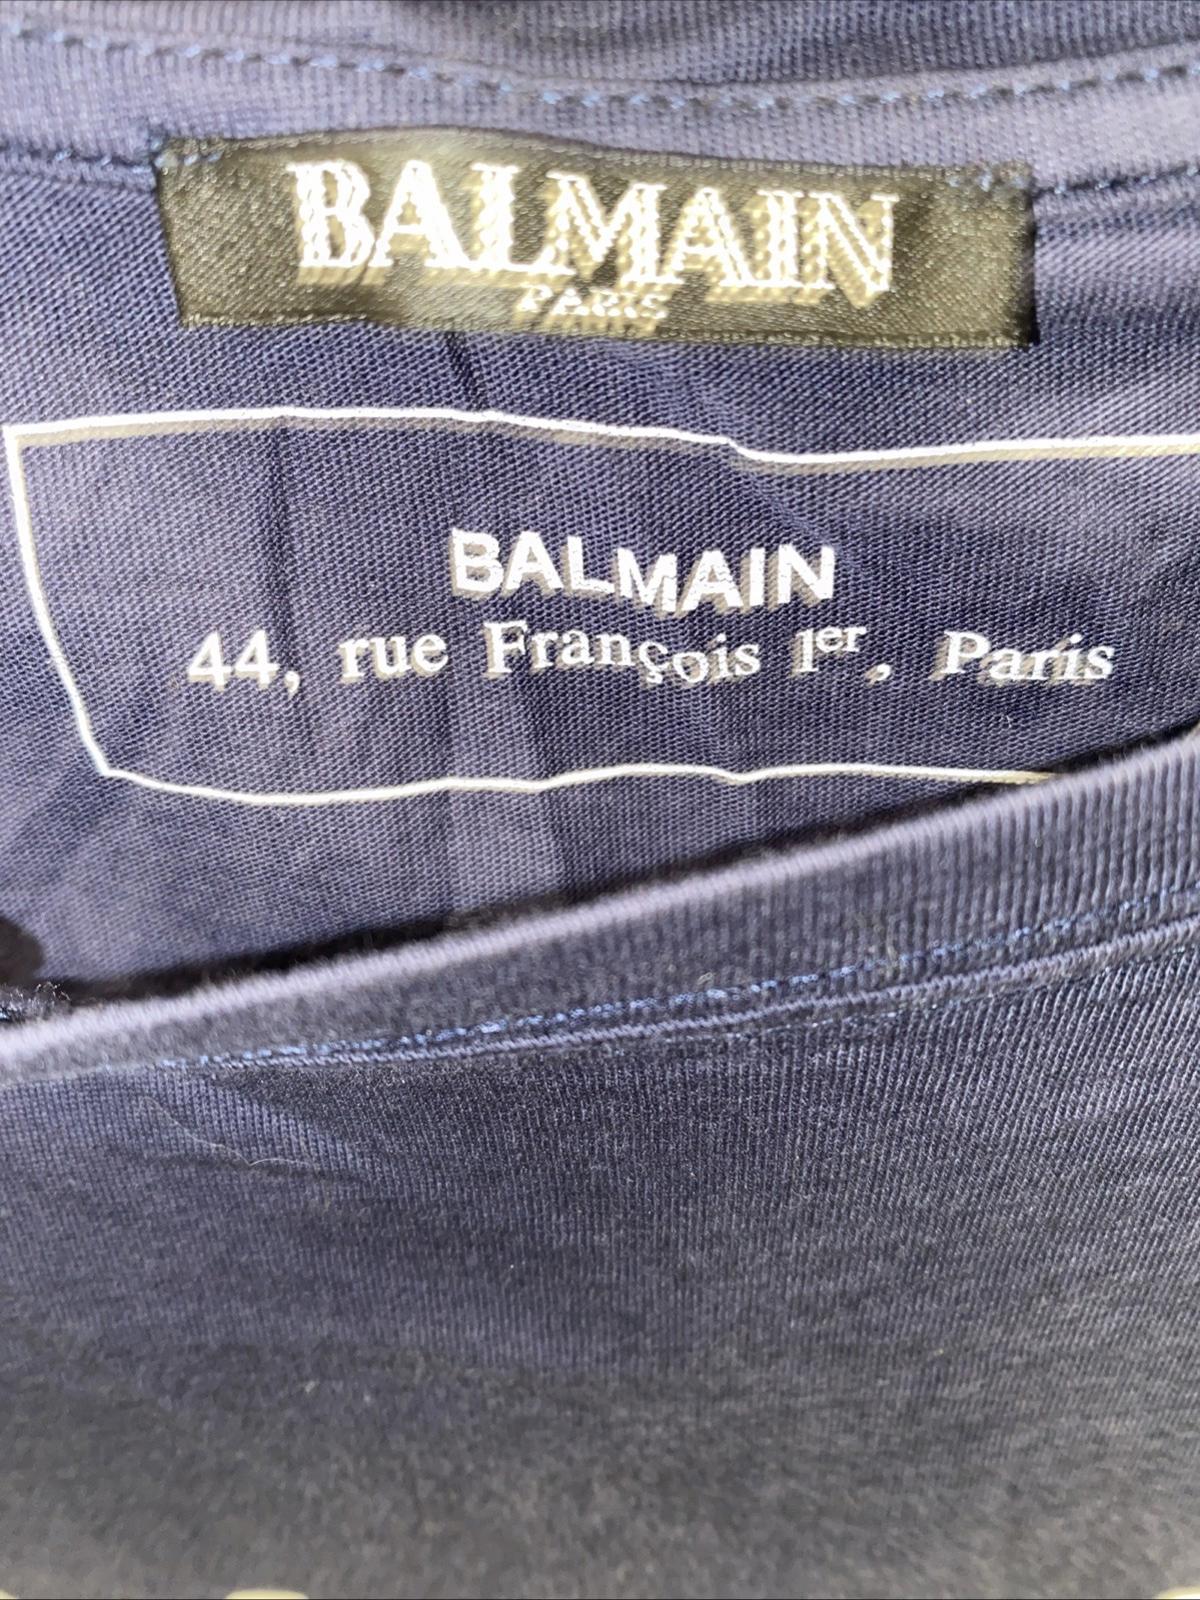 BALMAIN
PARIS
BALMAIN
44, rue François 1er, Paris